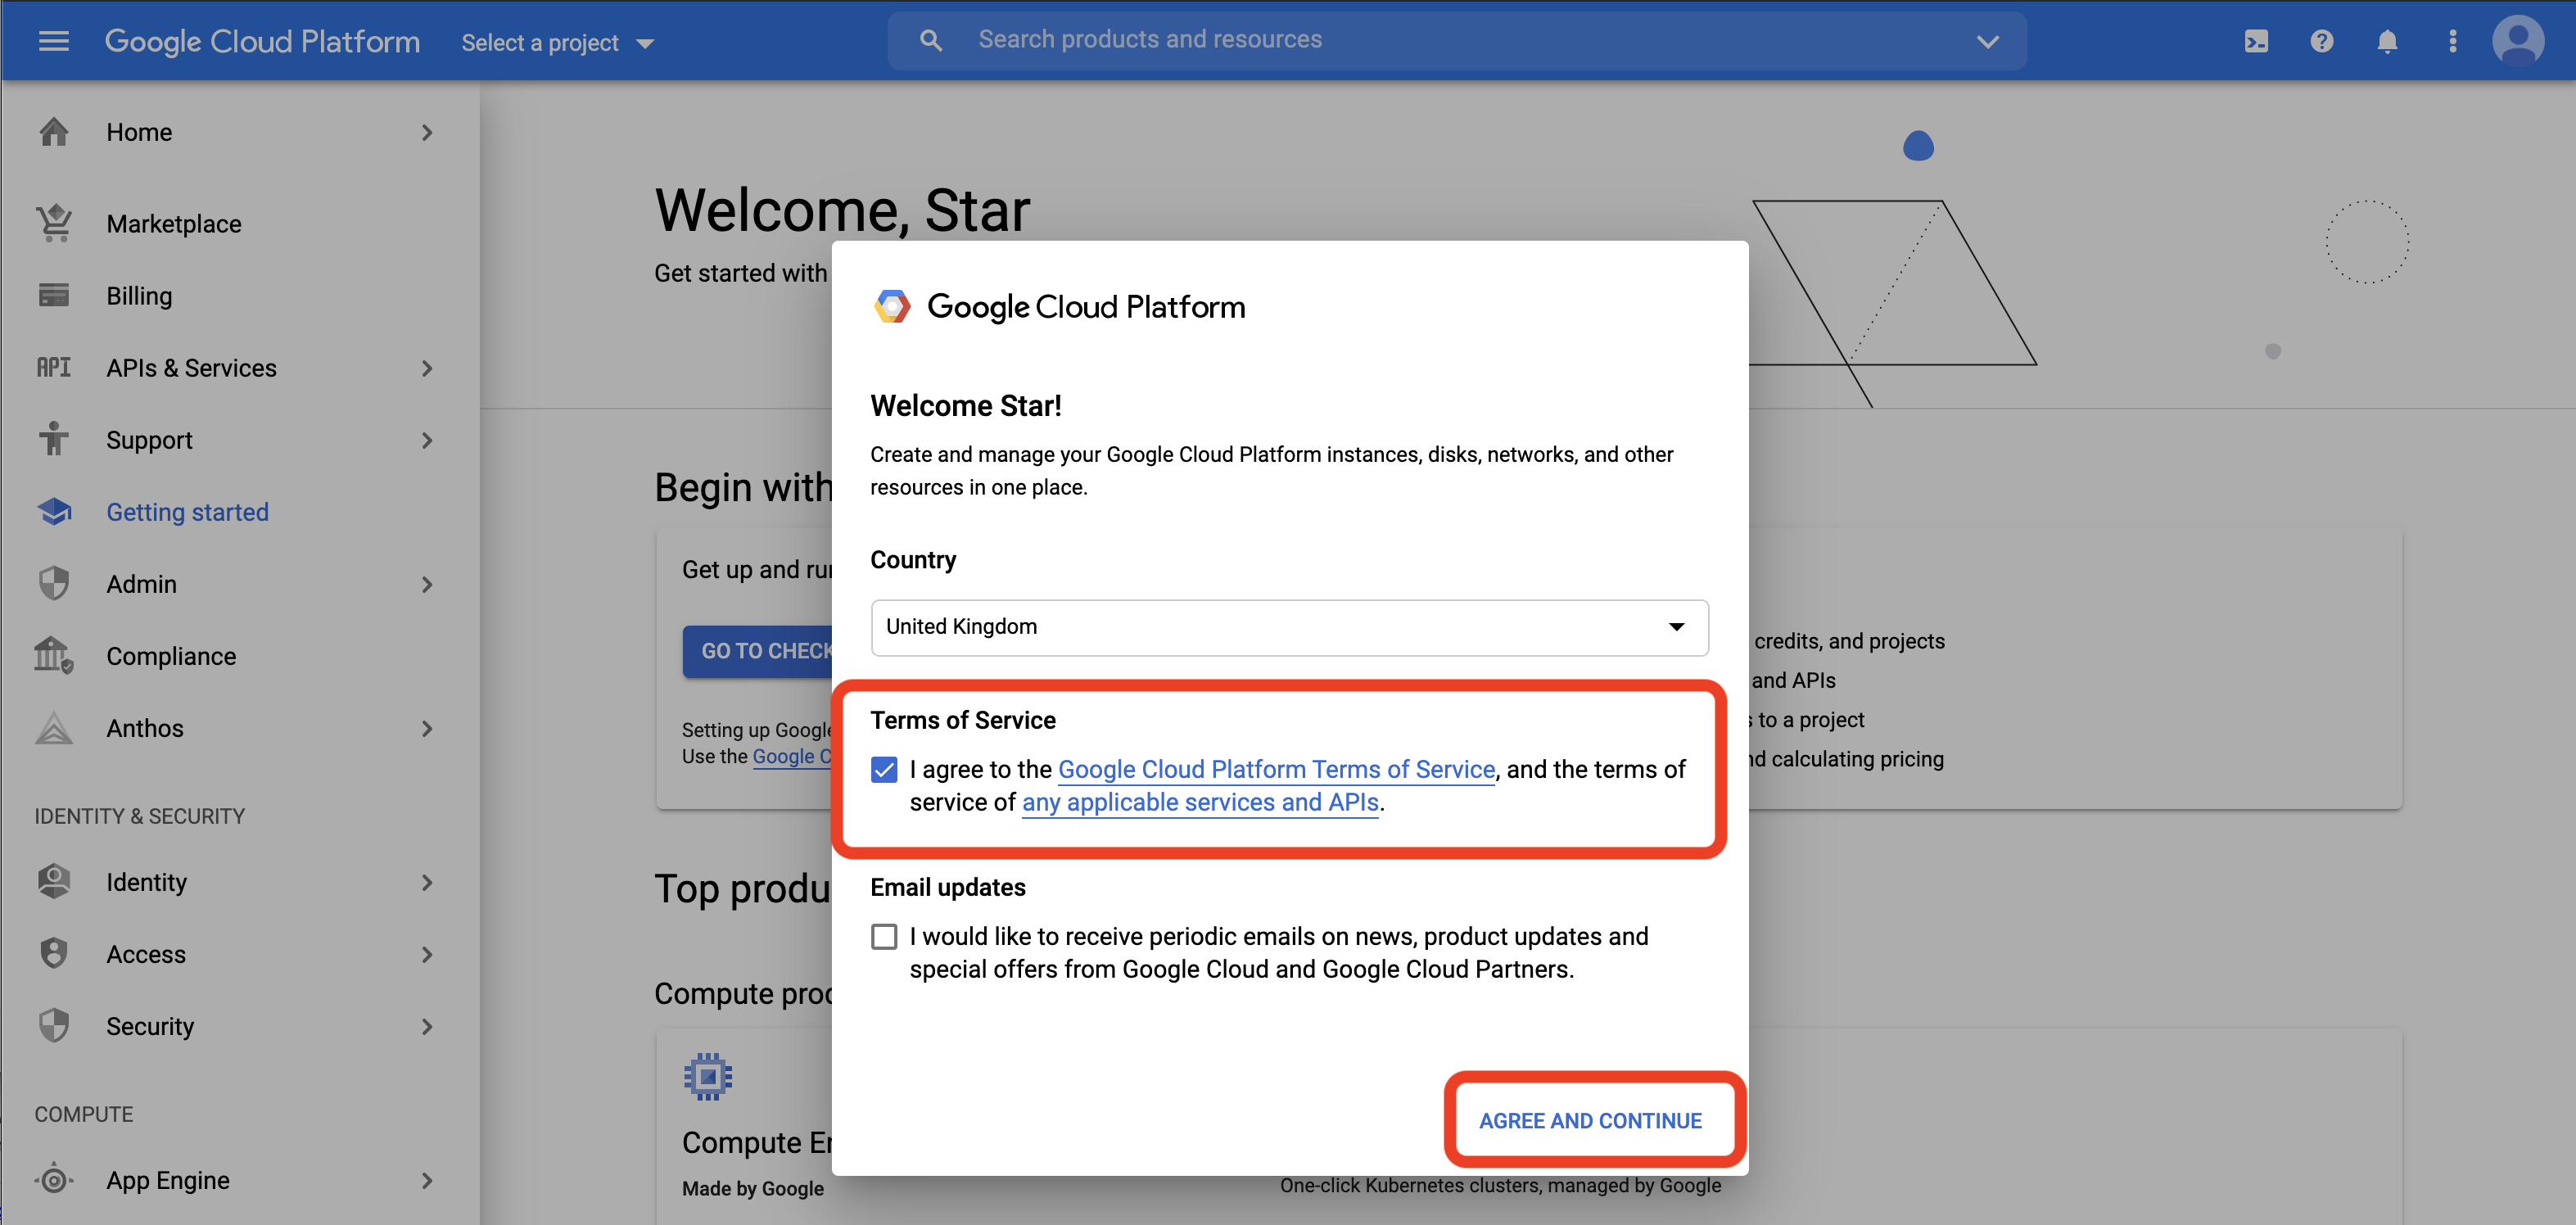 Google Cloud Platform
Select a project
Search products and resources
Home
Marketplace
Billing
APIs & Services
Support
Getting started
Admin
Compliance
Anthos
IDENTITY & SECURITY
Identity
Access
Security
COMPUTE
App Engine
API
Welcome, Star
Get started with
Begin with
Get up and run
GO TO CHECK
Setting up Google
Use the Google C
credits, and projects
and APIs
s to a project
nd calculating pricing
Top produ
Compute prod
Compute En
Made by Google
One-click Kubernetes clusters, managed by Google
Google Cloud Platform
Welcome Star!
Create and manage your Google Cloud Platform instances, disks, networks, and other
resources in one place.
Country
United Kingdom
Terms of Service
I agree to the Google Cloud Platform Terms of Service, and the terms of
service of any applicable services and APIs.
Email updates
I would like to receive periodic emails on news, product updates and
special offers from Google Cloud and Google Cloud Partners.
AGREE AND CONTINUE